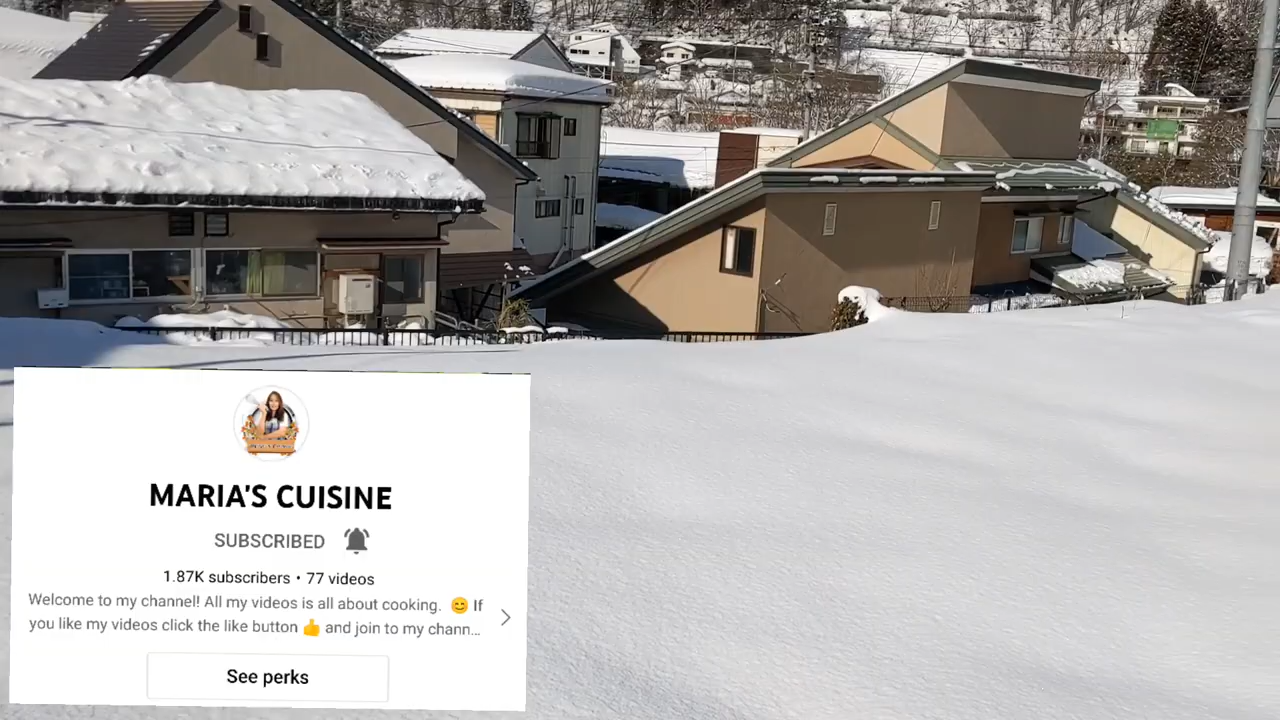 MARIA'S CUISINE
SUBSCRIBED
1.87K subscribers • 77 videos
Welcome to my channel! All my videos is all about cooking. 😊 If
you like my videos click the like button 👍 and join to my chann...
See perks